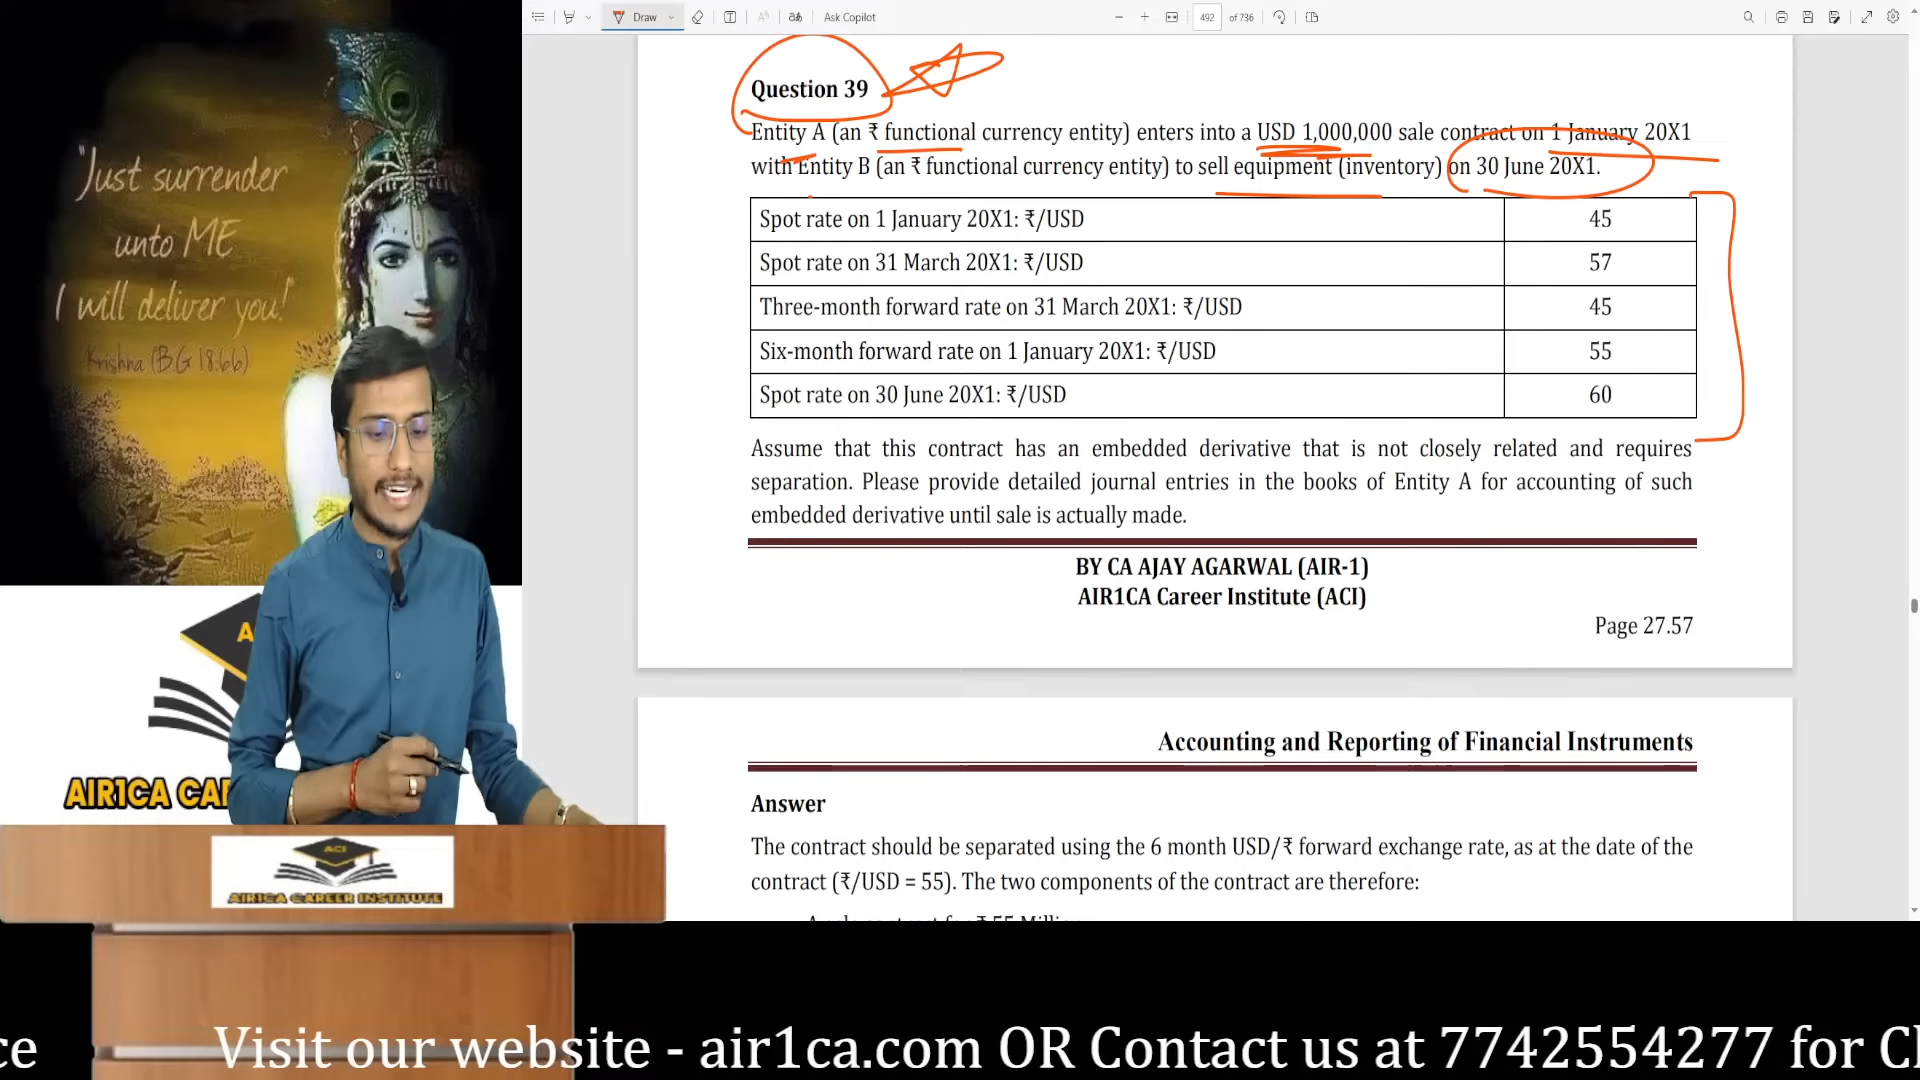 Draw
Ask Copilot
492 of 736
"Just surrender
unto ME
I will deliver you!"
Krishna (B.G 18.66)
Question 39
Entity A (an ₹ functional currency entity) enters into a USD 1,000,000 sale contract on 1 January 20X1
with Entity B (an ₹ functional currency entity) to sell equipment (inventory) on 30 June 20X1.
Spot rate on 1 January 20X1: ₹/USD 45
Spot rate on 31 March 20X1: ₹/USD 57
Three-month forward rate on 31 March 20X1: ₹/USD 45
Six-month forward rate on 1 January 20X1: ₹/USD 55
Spot rate on 30 June 20X1: ₹/USD 60
Assume that this contract has an embedded derivative that is not closely related and requires
separation. Please provide detailed journal entries in the books of Entity A for accounting of such
embedded derivative until sale is actually made.
BY CA AJAY AGARWAL (AIR-1)
AIR1CA Career Institute (ACI)
Page 27.57
Accounting and Reporting of Financial Instruments
Answer
The contract should be separated using the 6 month USD/₹ forward exchange rate, as at the date of the
contract (₹/USD = 55). The two components of the contract are therefore:
A
AIR1CA CA
ACI
AIR1CA CAREER INSTITUTE
ce Visit our website - air1ca.com OR Contact us at 7742554277 for C